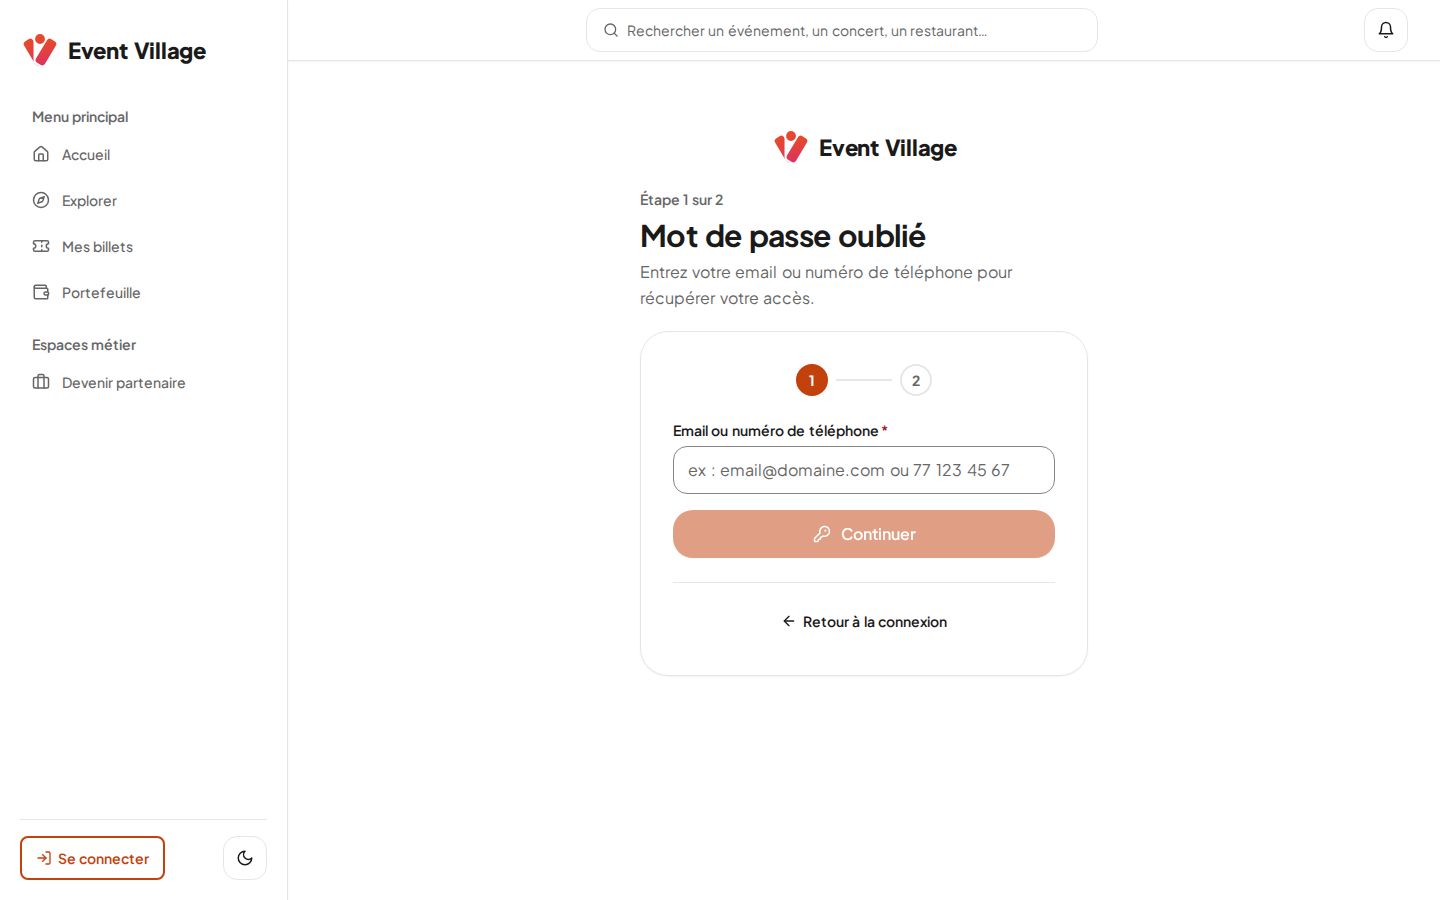 Event Village
Menu principal
Accueil
Explorer
Mes billets
Portefeuille
Espaces métier
Devenir partenaire
Se connecter
Rechercher un événement, un concert, un restaurant…
Event Village
Étape 1 sur 2
Mot de passe oublié
Entrez votre email ou numéro de téléphone pour
récupérer votre accès.
1
2
Email ou numéro de téléphone *
ex : email@domaine.com ou 77 123 45 67
Continuer
Retour à la connexion